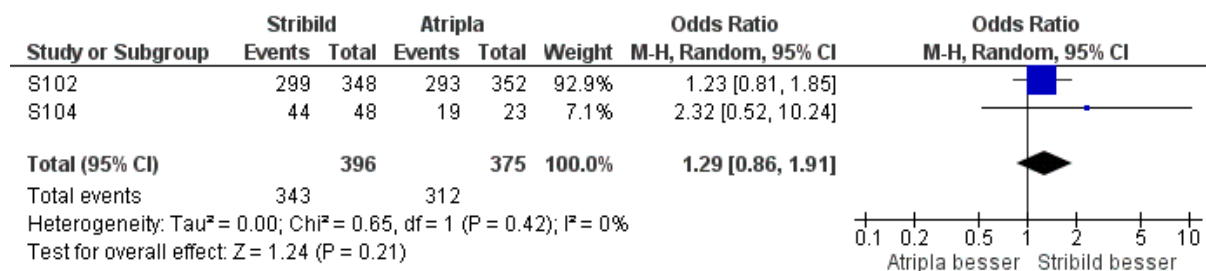 Stribild Atripla Odds Ratio Odds Ratio
Study or Subgroup Events Total Events Total Weight M-H, Random, 95% CI M-H, Random, 95% CI
S102 299 348 293 352 92.9% 1.23 [0.81, 1.85]
S104 44 48 19 23 7.1% 2.32 [0.52, 10.24]
Total (95% CI) 396 375 100.0% 1.29 [0.86, 1.91]
Total events 343 312
Heterogeneity: Tau² = 0.00; Chi² = 0.65, df = 1 (P = 0.42); I² = 0%
Test for overall effect: Z = 1.24 (P = 0.21)
0.1 0.2 0.5 1 2 5 10
Atripla besser Stribild besser